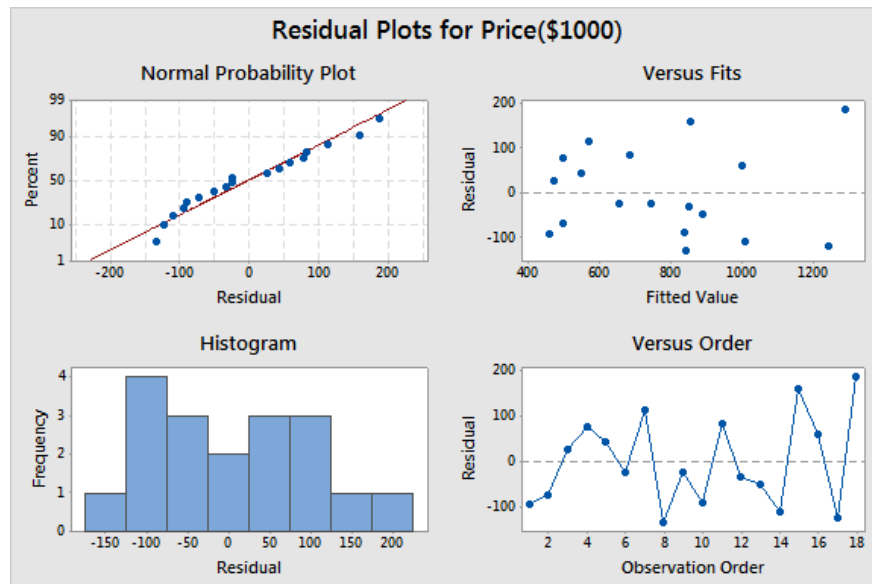 Residual Plots for Price($1000)
Normal Probability Plot
99
90
50
10
1
Percent
-200 -100 0 100 200
Residual
Versus Fits
200
100
0
-100
Residual
400 600 800 1000 1200
Fitted Value
Histogram
4
3
2
1
0
Frequency
-150 -100 -50 0 50 100 150 200
Residual
Versus Order
200
100
0
-100
Residual
2 4 6 8 10 12 14 16 18
Observation Order